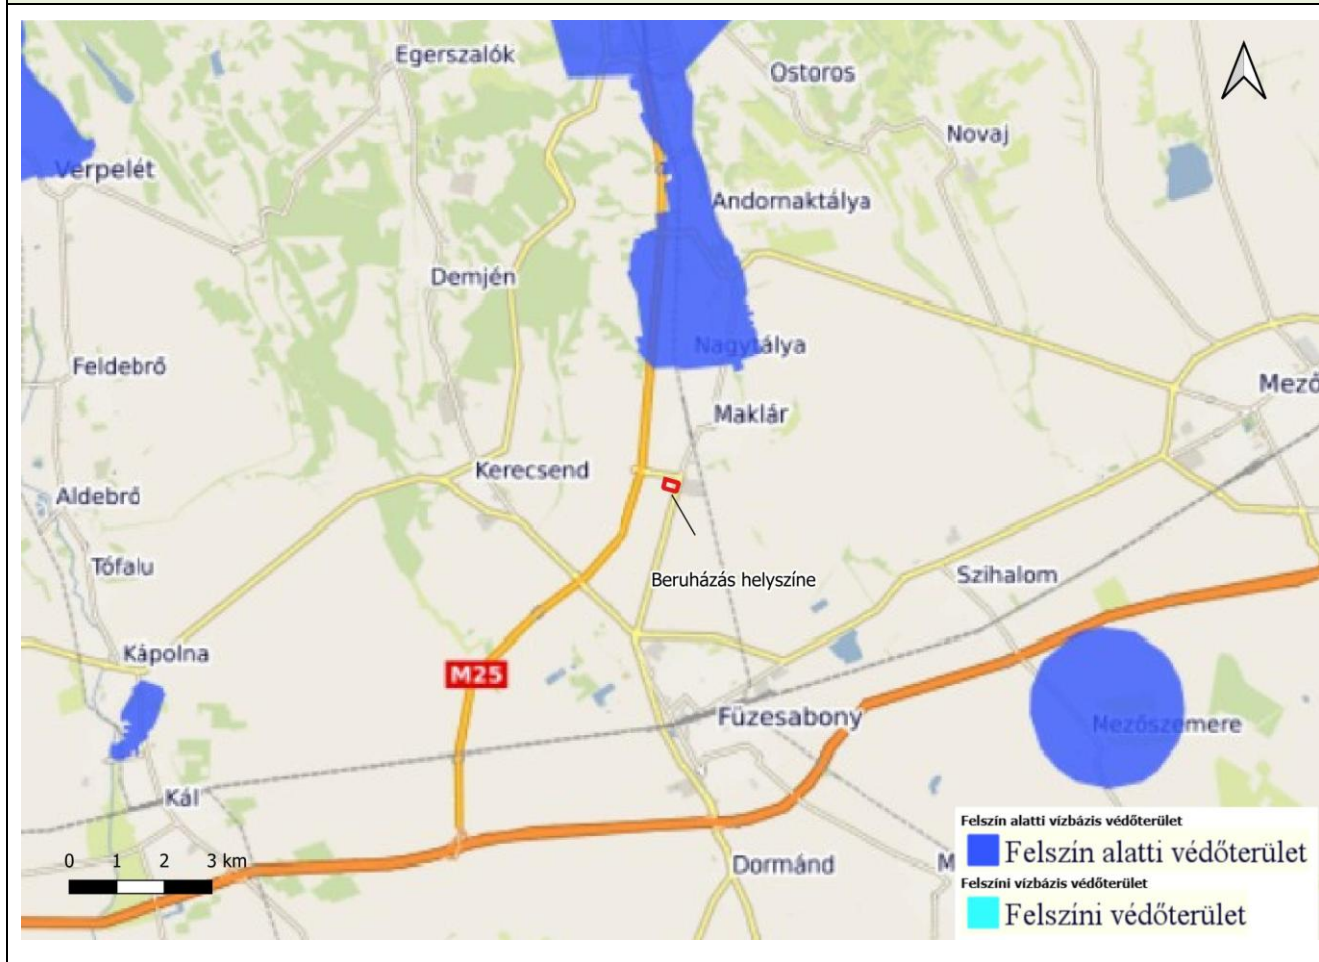 Egerszalók
Ostoros
Novaj
Verpelét
Andornaktálya
Demjén
Nagytálya
Feldebrő
Mező
Maklár
Kerecsend
Aldebrő
Tófalu
Szihalom
Beruházás helyszíne
Kápolna
M25
Füzesabony
Mezőszemere
Kál
0 1 2 3 km
Dormánd
M
Felszín alatti vízbázis védőterület
Felszín alatti védőterület
Felszíni vízbázis védőterület
Felszíni védőterület